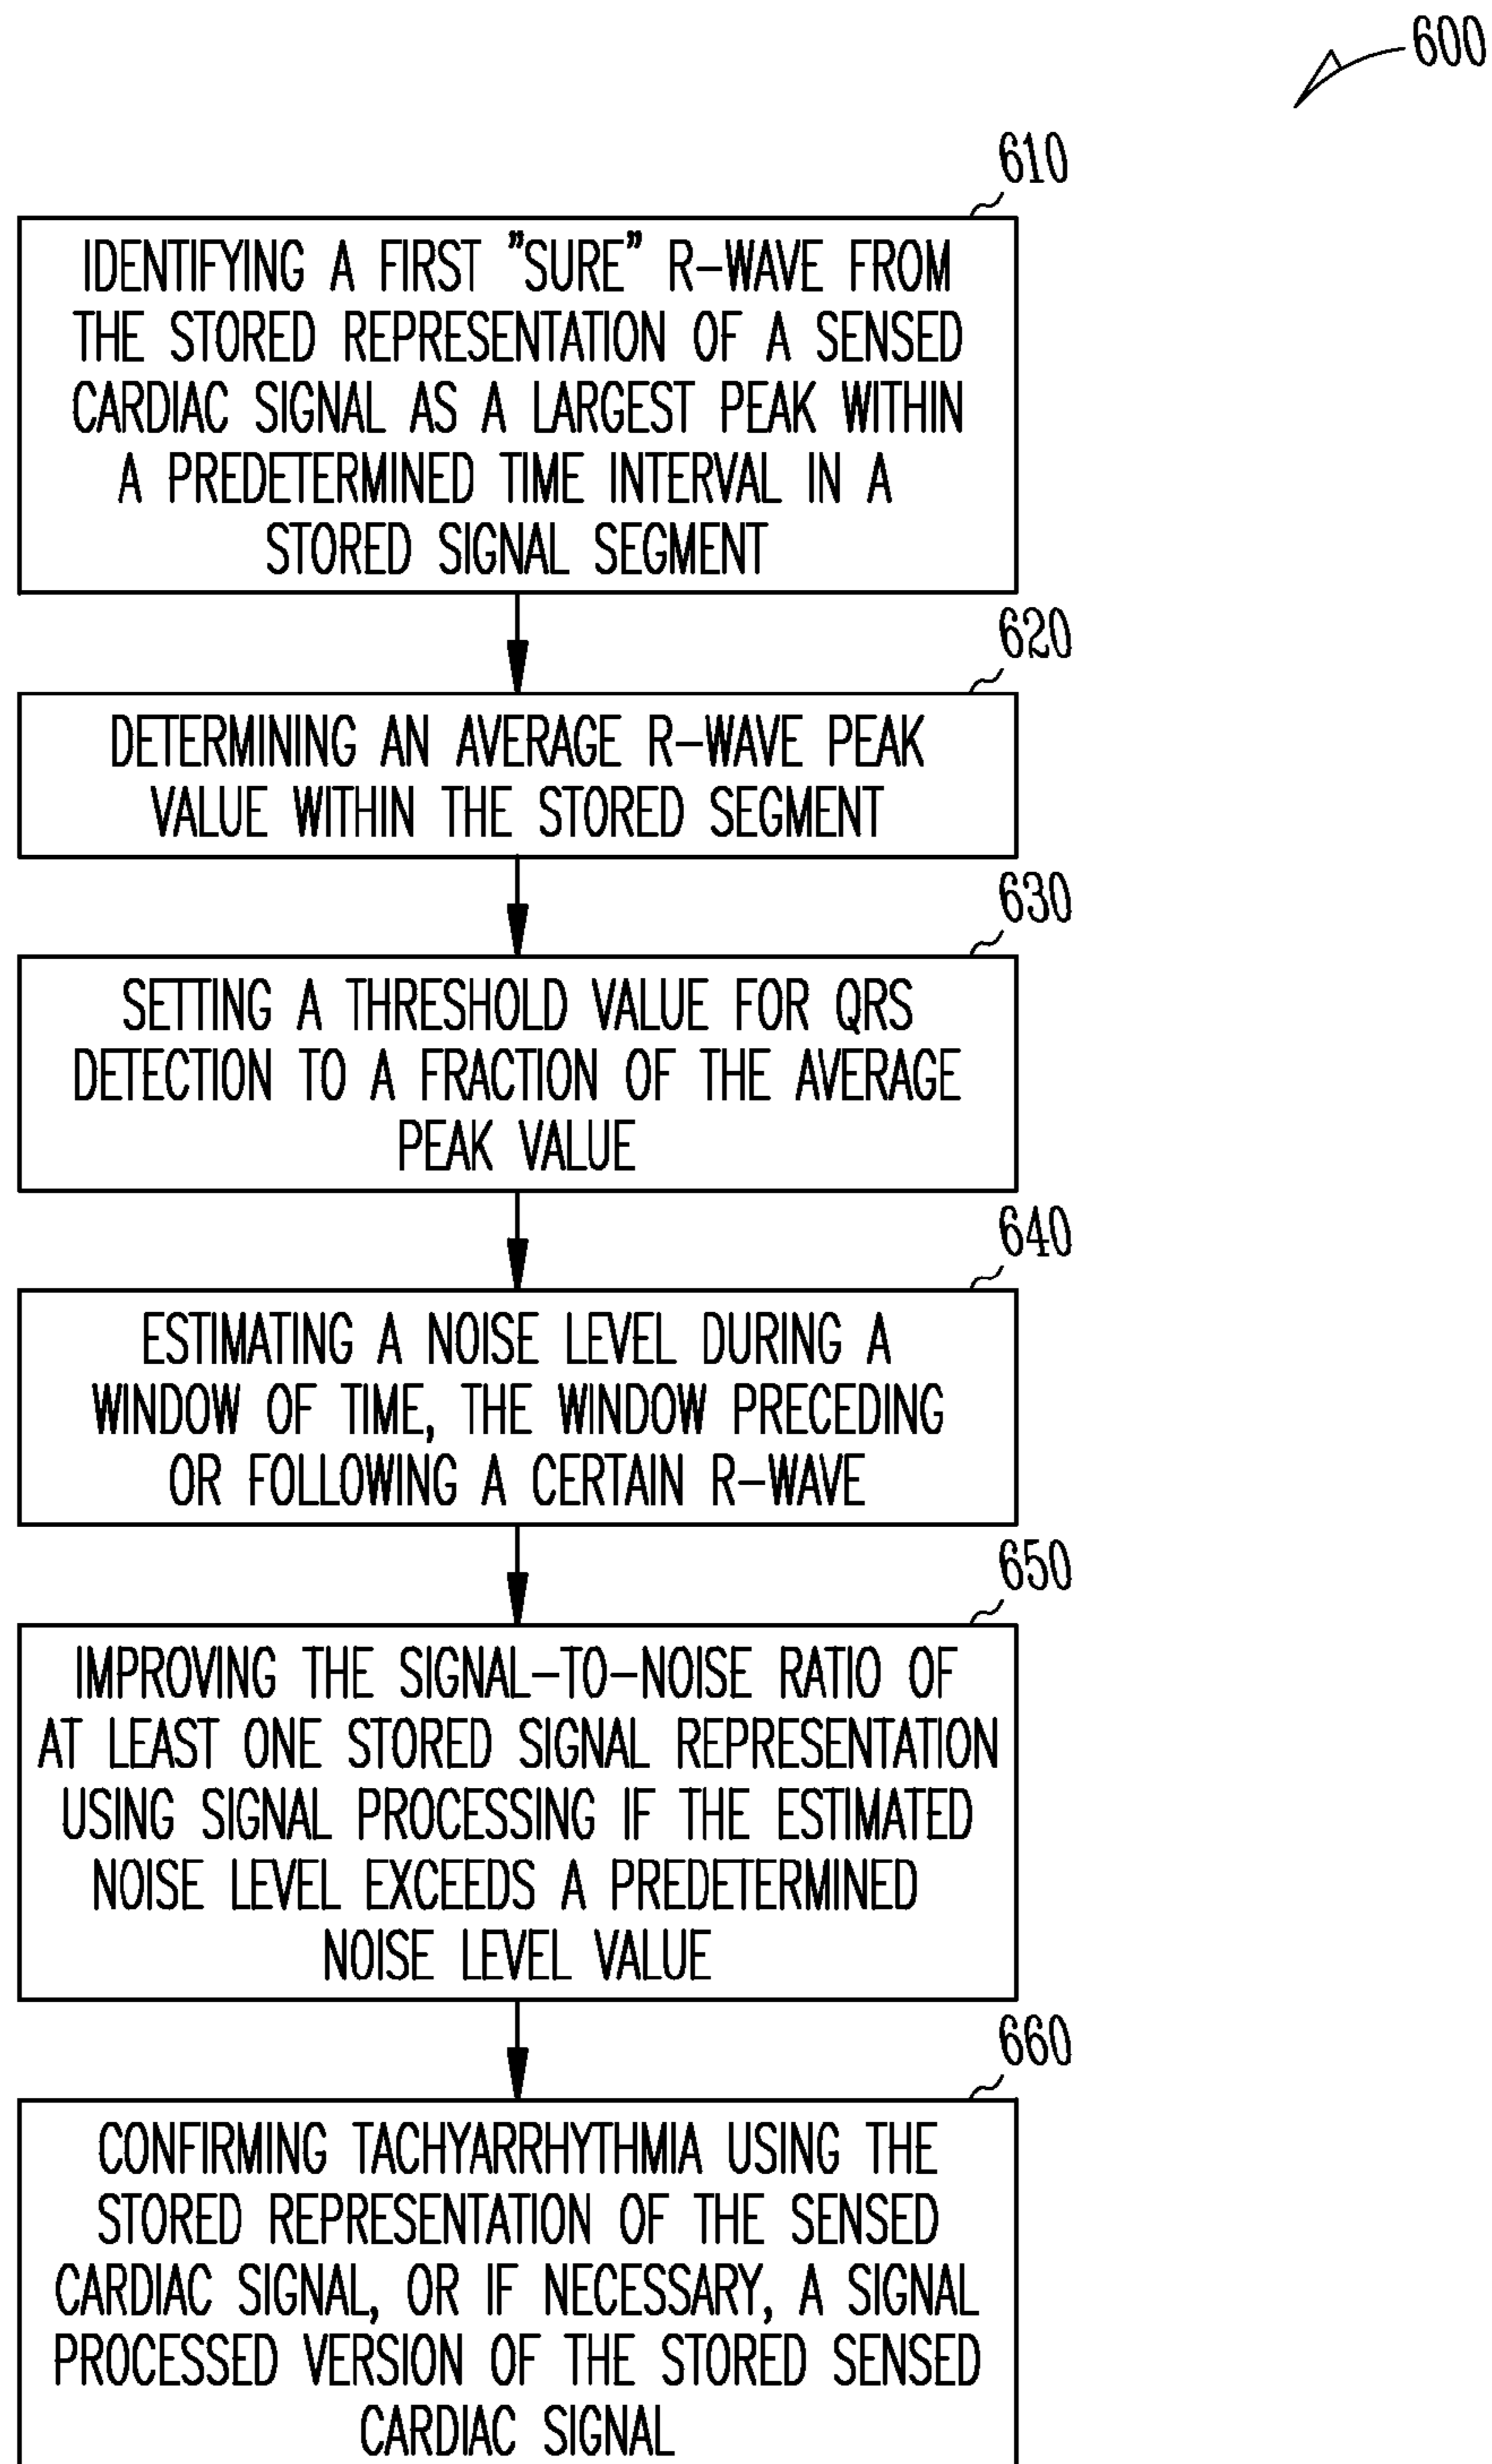 600
610
IDENTIFYING A FIRST "SURE" R-WAVE FROM
THE STORED REPRESENTATION OF A SENSED
CARDIAC SIGNAL AS A LARGEST PEAK WITHIN
A PREDETERMINED TIME INTERVAL IN A
STORED SIGNAL SEGMENT
620
DETERMINING AN AVERAGE R-WAVE PEAK
VALUE WITHIN THE STORED SEGMENT
630
SETTING A THRESHOLD VALUE FOR QRS
DETECTION TO A FRACTION OF THE AVERAGE
PEAK VALUE
640
ESTIMATING A NOISE LEVEL DURING A
WINDOW OF TIME, THE WINDOW PRECEDING
OR FOLLOWING A CERTAIN R-WAVE
650
IMPROVING THE SIGNAL-TO-NOISE RATIO OF
AT LEAST ONE STORED SIGNAL REPRESENTATION
USING SIGNAL PROCESSING IF THE ESTIMATED
NOISE LEVEL EXCEEDS A PREDETERMINED
NOISE LEVEL VALUE
660
CONFIRMING TACHYARRHYTHMIA USING THE
STORED REPRESENTATION OF THE SENSED
CARDIAC SIGNAL, OR IF NECESSARY, A SIGNAL
PROCESSED VERSION OF THE STORED SENSED
CARDIAC SIGNAL